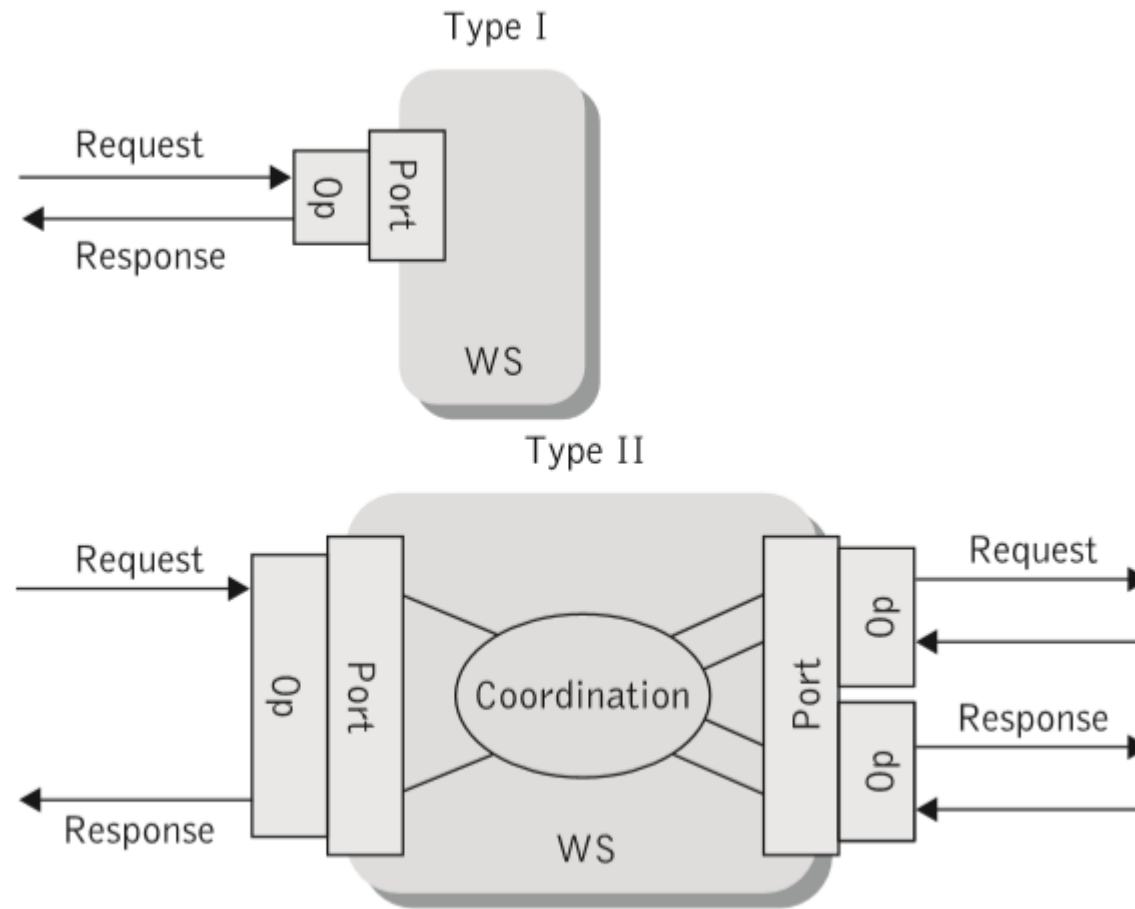 Type I
Request
Op
Port
Response
WS
Type II
Request
Op
Port
Response
Coordination
WS
Port
Op
Request
Op
Response